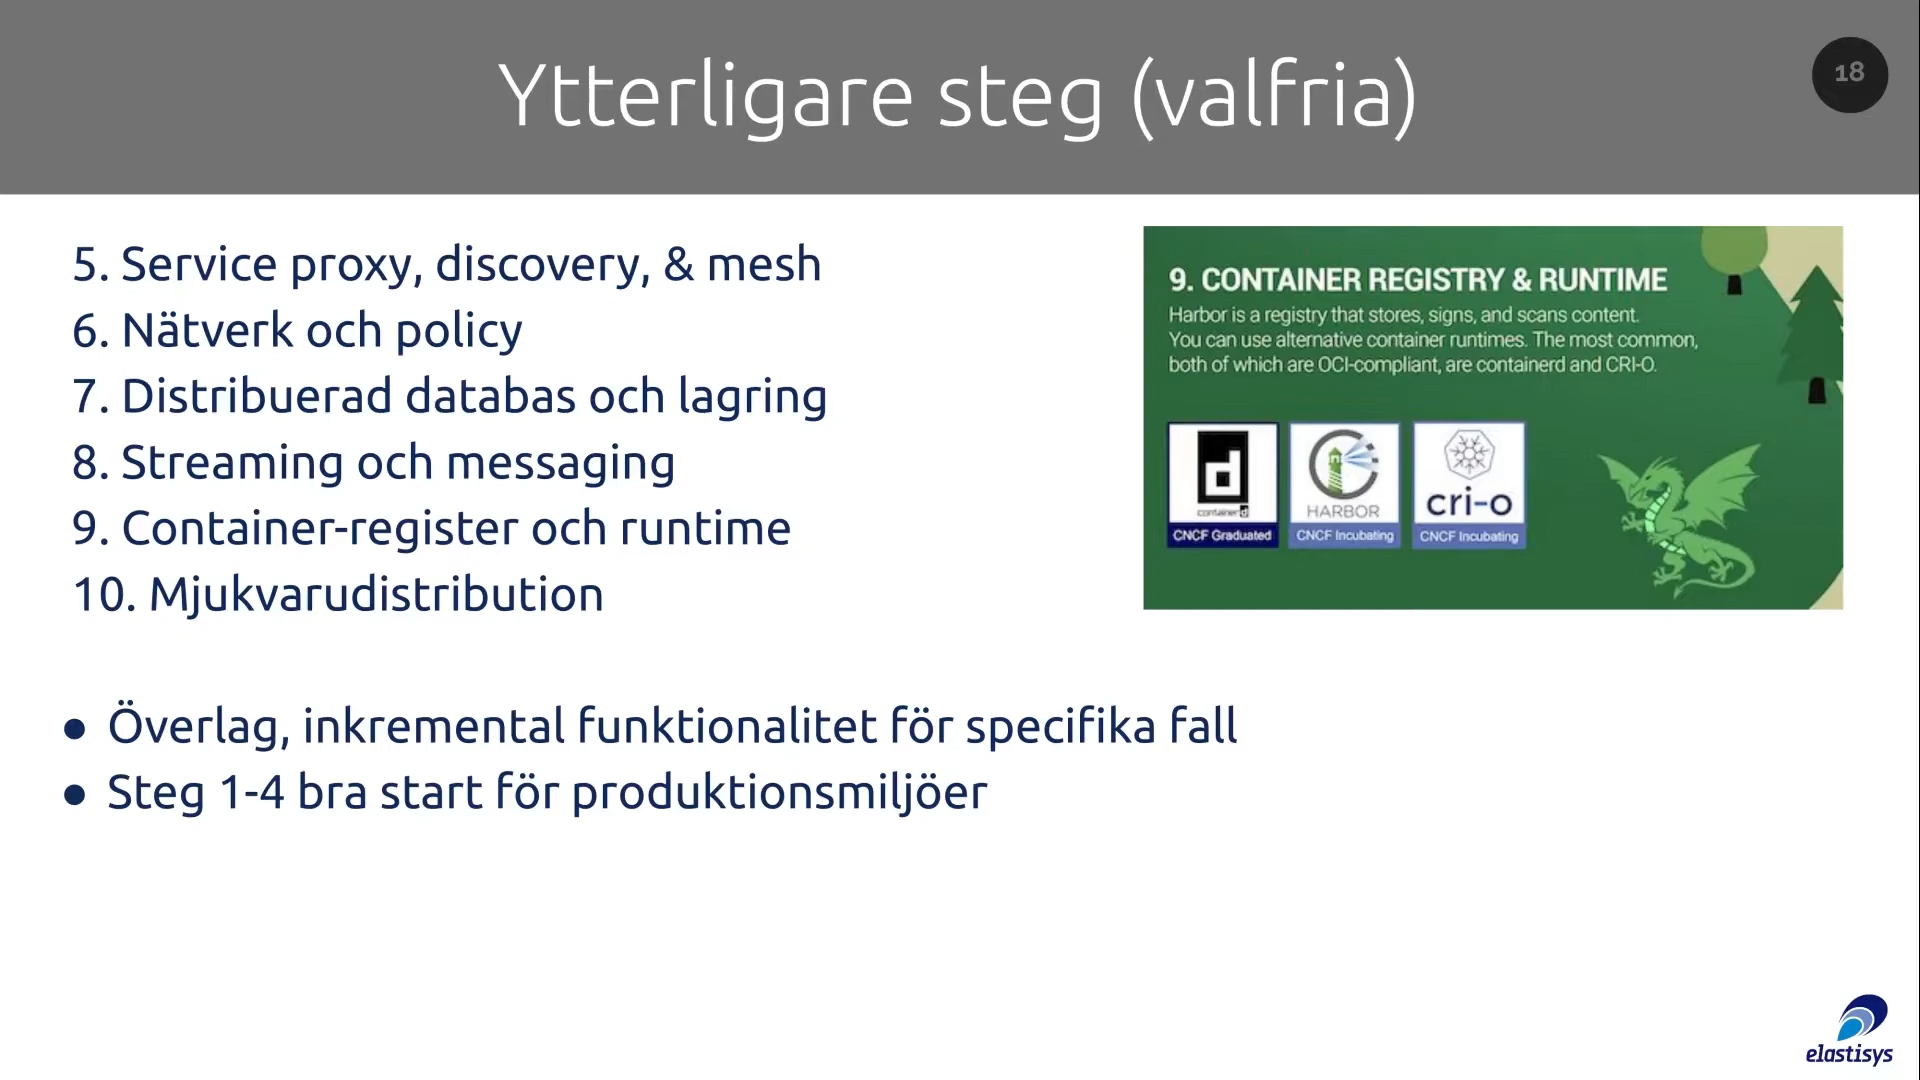 Ytterligare steg (valfria)
18
5. Service proxy, discovery, & mesh
6. Nätverk och policy
7. Distribuerad databas och lagring
8. Streaming och messaging
9. Container-register och runtime
10. Mjukvarudistribution
● Överlag, inkremental funktionalitet för specifika fall
● Steg 1-4 bra start för produktionsmiljöer
9. CONTAINER REGISTRY & RUNTIME
Harbor is a registry that stores, signs, and scans content.
You can use alternative container runtimes. The most common,
both of which are OCI-compliant, are containerd and CRI-O.
containerd
CNCF Graduated
HARBOR
CNCF Incubating
cri-o
CNCF Incubating
elastisys